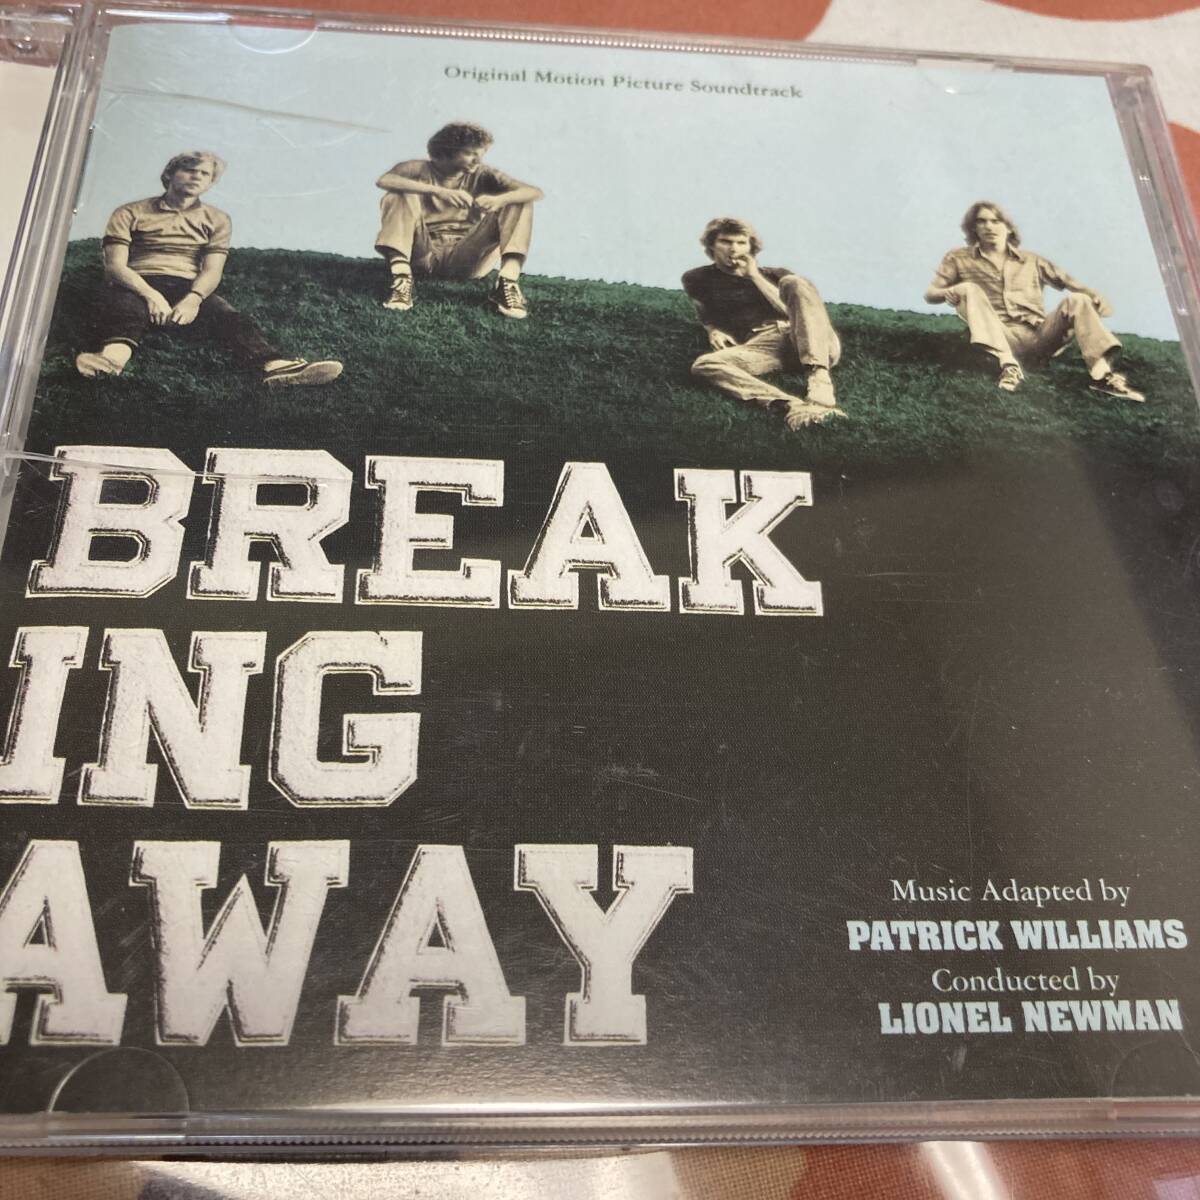 Original Motion Picture Soundtrack
BREAK
ING
AWAY
Music Adapted by
PATRICK WILLIAMS
Conducted by
LIONEL NEWMAN